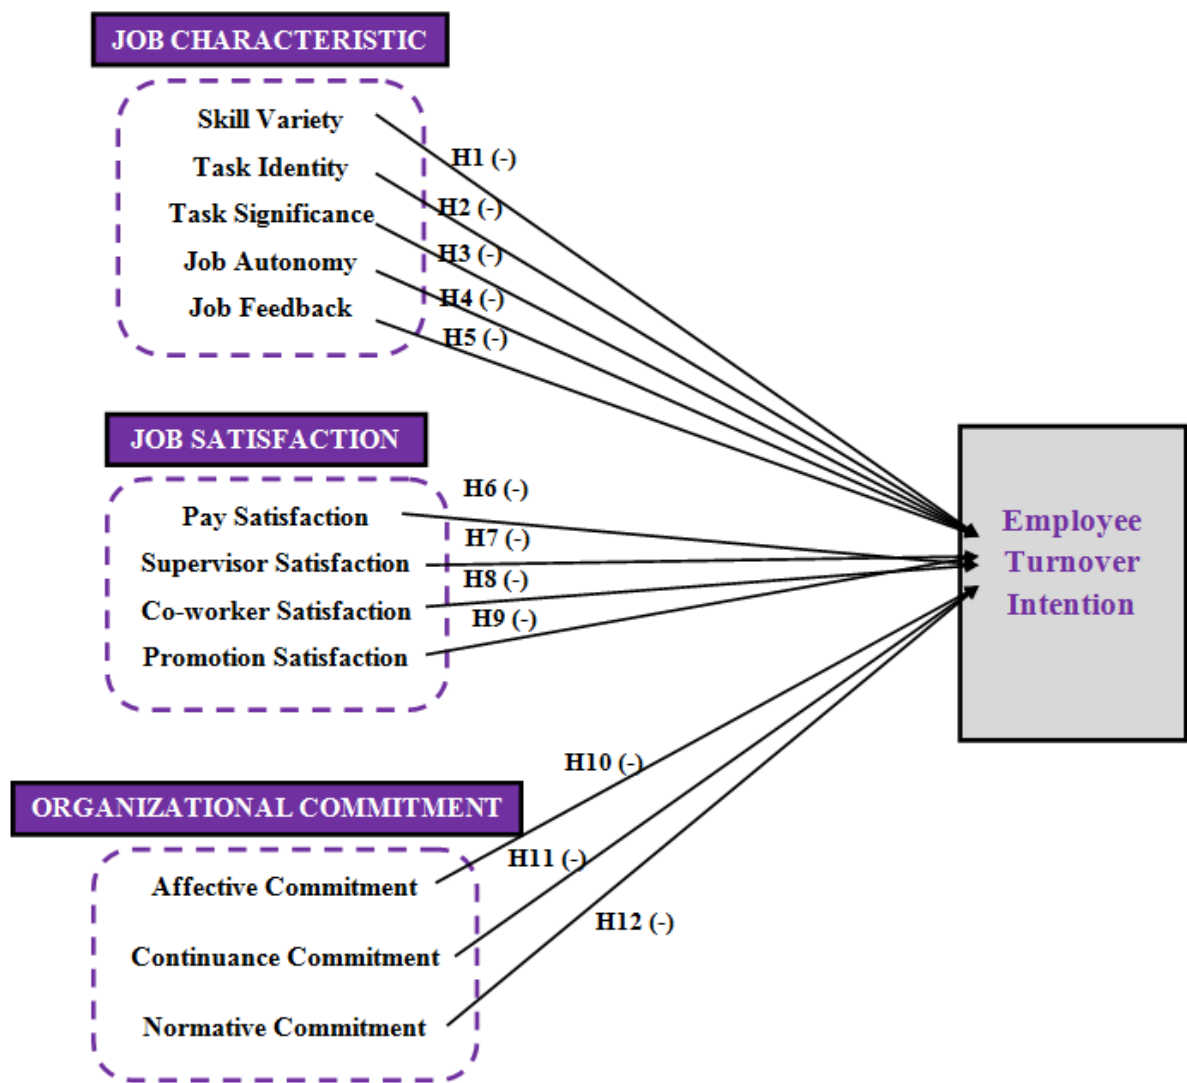 JOB CHARACTERISTIC
Skill Variety
Task Identity
Task Significance
Job Autonomy
Job Feedback
H1 (-)
H2 (-)
H3 (-)
H4 (-)
H5 (-)
JOB SATISFACTION
Pay Satisfaction
Supervisor Satisfaction
Co-worker Satisfaction
Promotion Satisfaction
H6 (-)
H7 (-)
H8 (-)
H9 (-)
ORGANIZATIONAL COMMITMENT
Affective Commitment
Continuance Commitment
Normative Commitment
H10 (-)
H11 (-)
H12 (-)
Employee
Turnover
Intention